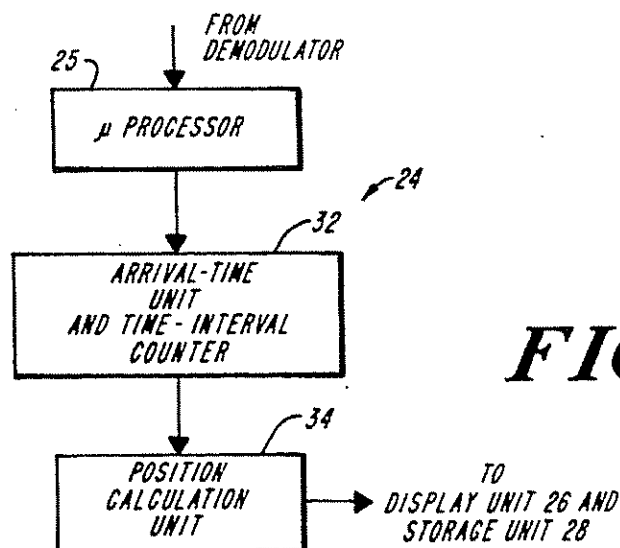 FROM
DEMODULATOR
25
μ PROCESSOR
24
32
ARRIVAL-TIME
UNIT
AND TIME-INTERVAL
COUNTER
34
POSITION
CALCULATION
UNIT
TO
DISPLAY UNIT 26 AND
STORAGE UNIT 28